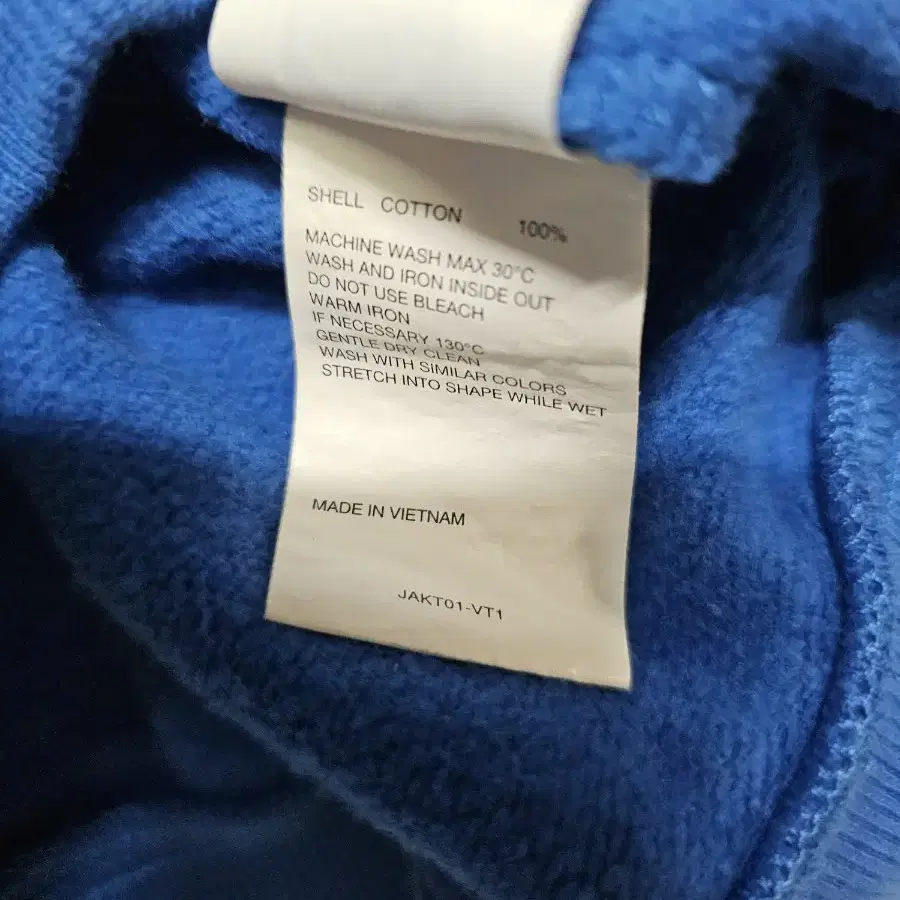 SHELL COTTON 100%
MACHINE WASH MAX 30°C
WASH AND IRON INSIDE OUT
DO NOT USE BLEACH
WARM IRON
IF NECESSARY 130°C
GENTLE DRY CLEAN
WASH WITH SIMILAR COLORS
STRETCH INTO SHAPE WHILE WET
MADE IN VIETNAM
JAKT01-VT1